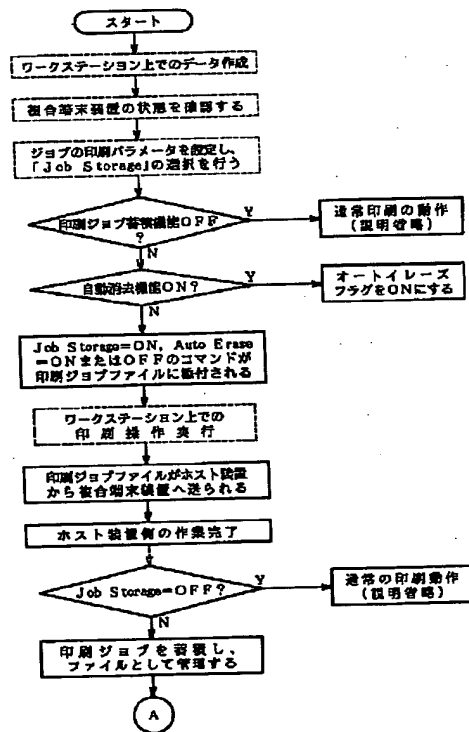 スタート
ワークステーション上でのデータ作成
複合端末装置の状態を確認する
ジョブの印刷パラメータを設定し、
「Job Storage」の選択を行う
印刷ジョブ蓄積機能OFF
?
Y
通常印刷の動作
(説明省略)
N
自動消去機能ON?
Y
オートイレーズ
フラグをONにする
N
Job Storage=ON, Auto Erase
=ONまたはOFFのコマンドが
印刷ジョブファイルに添付される
ワークステーション上での
印刷操作実行
印刷ジョブファイルがホスト装置
から複合端末装置へ送られる
ホスト装置側の作業完了
Job Storage=OFF?
Y
通常の印刷動作
(説明省略)
N
印刷ジョブを蓄積し、
ファイルとして管理する
A